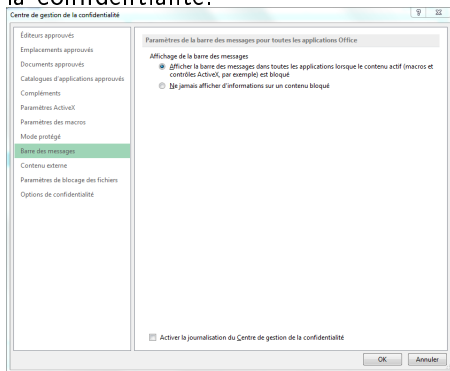 la confidentialité.
Centre de gestion de la confidentialité
Éditeurs approuvés
Emplacements approuvés
Documents approuvés
Catalogues d'applications approuvés
Compléments
Paramètres ActiveX
Paramètres des macros
Mode protégé
Barre des messages
Contenu externe
Paramètres de blocage des fichiers
Options de confidentialité
Paramètres de la barre des messages pour toutes les applications Office
Affichage de la barre des messages
Afficher la barre des messages dans toutes les applications lorsque le contenu actif (macros et
contrôles ActiveX, par exemple) est bloqué
Ne jamais afficher d'informations sur un contenu bloqué
Activer la journalisation du Centre de gestion de la confidentialité
OK
Annuler